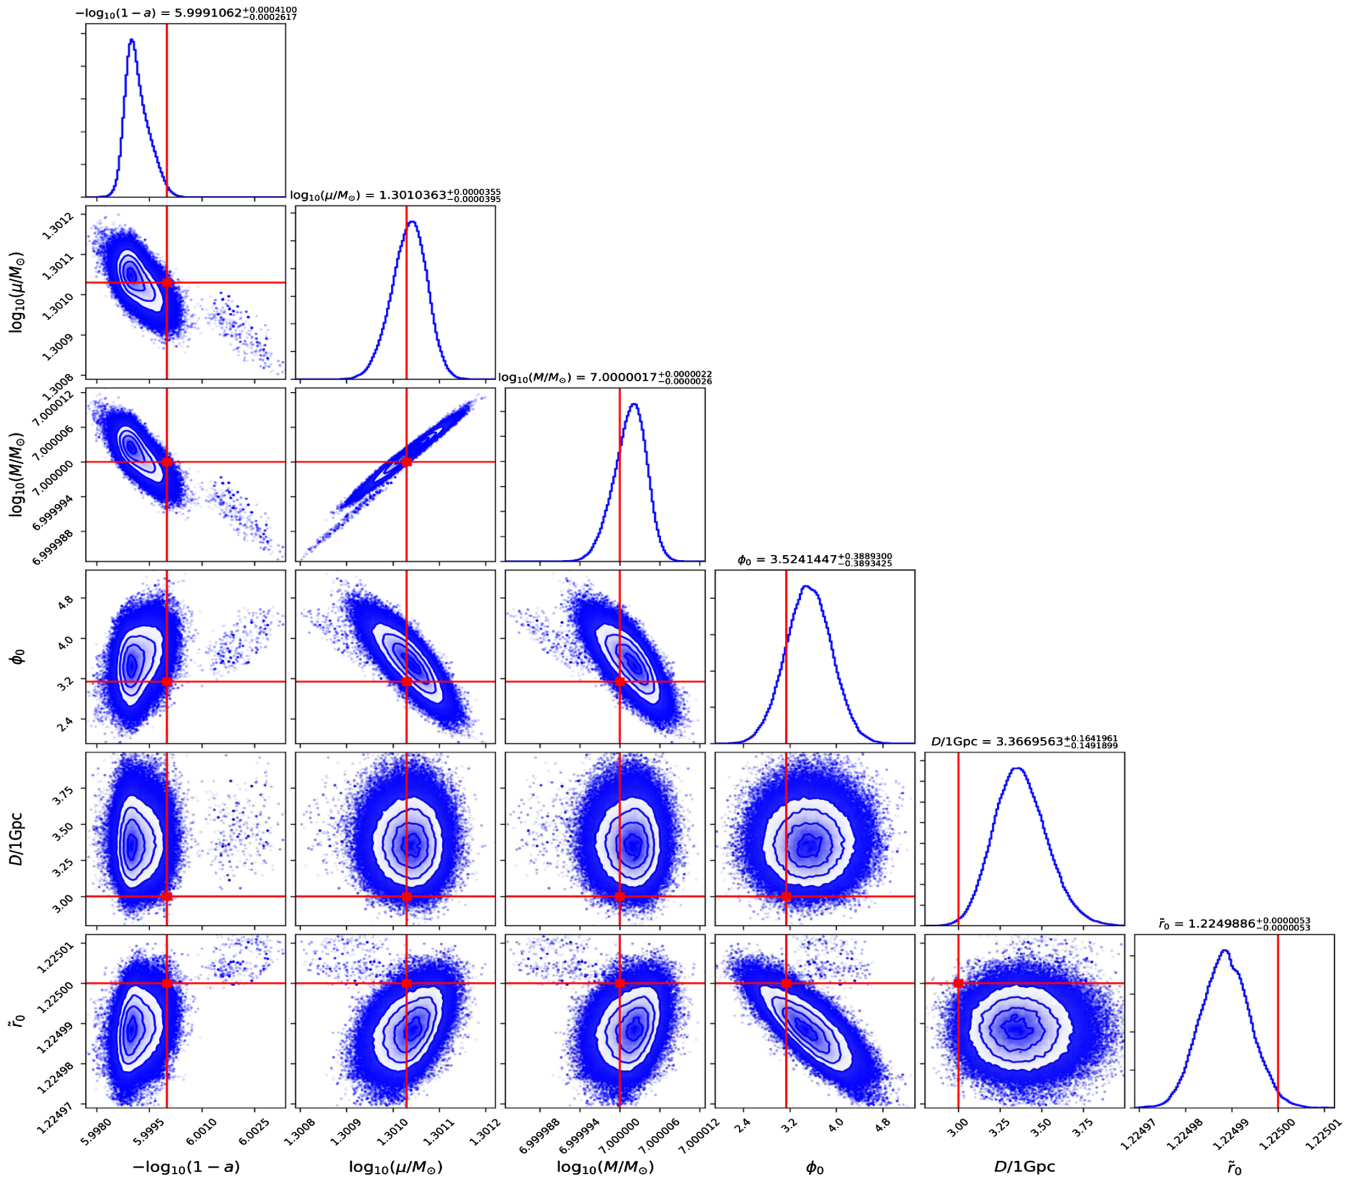 −log₁₀(1 − a) = 5.9991062+0.0004100−0.0002617
log₁₀(μ/M⊙) = 1.3010363+0.0000355−0.0000395
1.3012
1.3011
1.3010
1.3009
1.3008
log₁₀(μ/M⊙)
log₁₀(M/M⊙) = 7.0000017+0.0000022−0.0000026
7.000012
7.000006
7.000000
6.999994
6.999988
log₁₀(M/M⊙)
ϕ₀ = 3.5241447+0.3889300−0.3893425
4.8
4.0
3.2
2.4
ϕ₀
D/1Gpc = 3.3669563+0.1641961−0.1491899
3.75
3.50
3.25
3.00
D/1Gpc
r̃₀ = 1.2249886+0.0000053−0.0000053
1.22501
1.22500
1.22499
1.22498
1.22497
r̃₀
5.9980 5.9995 6.0010 6.0025 1.3008 1.3009 1.3010 1.3011 1.3012 6.999988 6.999994 7.000000 7.000006 7.000012 2.4 3.2 4.0 4.8 3.00 3.25 3.50 3.75 1.22497 1.22498 1.22499 1.22500 1.22501
−log₁₀(1 − a) log₁₀(μ/M⊙) log₁₀(M/M⊙) ϕ₀ D/1Gpc r̃₀